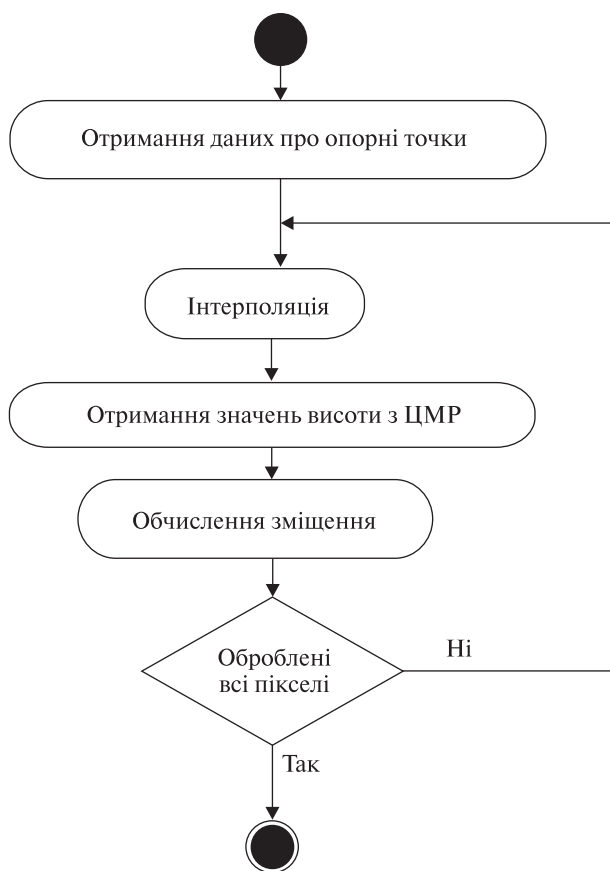 Отримання даних про опорні точки
Інтерполяція
Отримання значень висоти з ЦМР
Обчислення зміщення
Оброблені
всі пікселі
Ні
Так